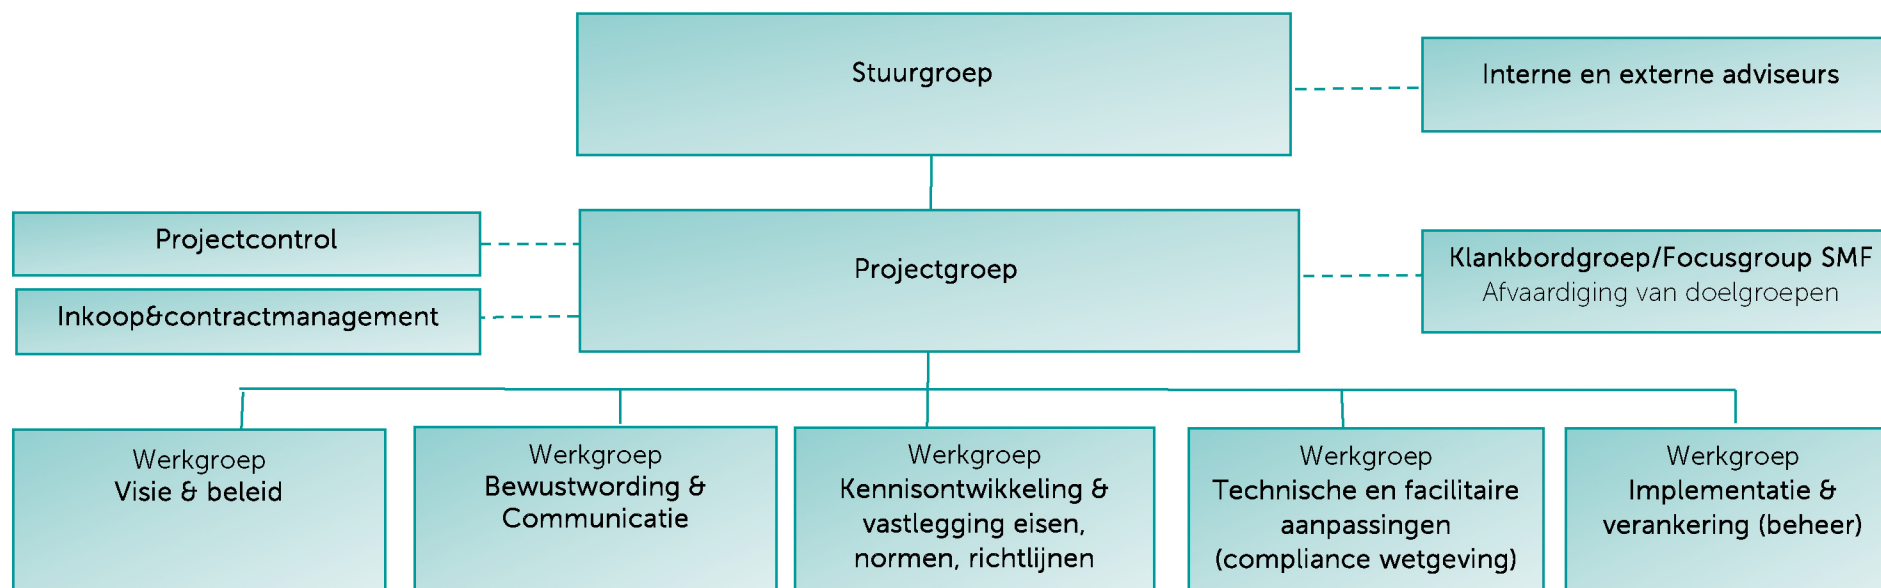 Stuurgroep
Interne en externe adviseurs
Projectcontrol
Inkoop&contractmanagement
Projectgroep
Klankbordgroep/Focusgroup SMF
Afvaardiging van doelgroepen
Werkgroep
Visie & beleid
Werkgroep
Bewustwording &
Communicatie
Werkgroep
Kennisontwikkeling &
vastlegging eisen,
normen, richtlijnen
Werkgroep
Technische en facilitaire
aanpassingen
(compliance wetgeving)
Werkgroep
Implementatie &
verankering (beheer)